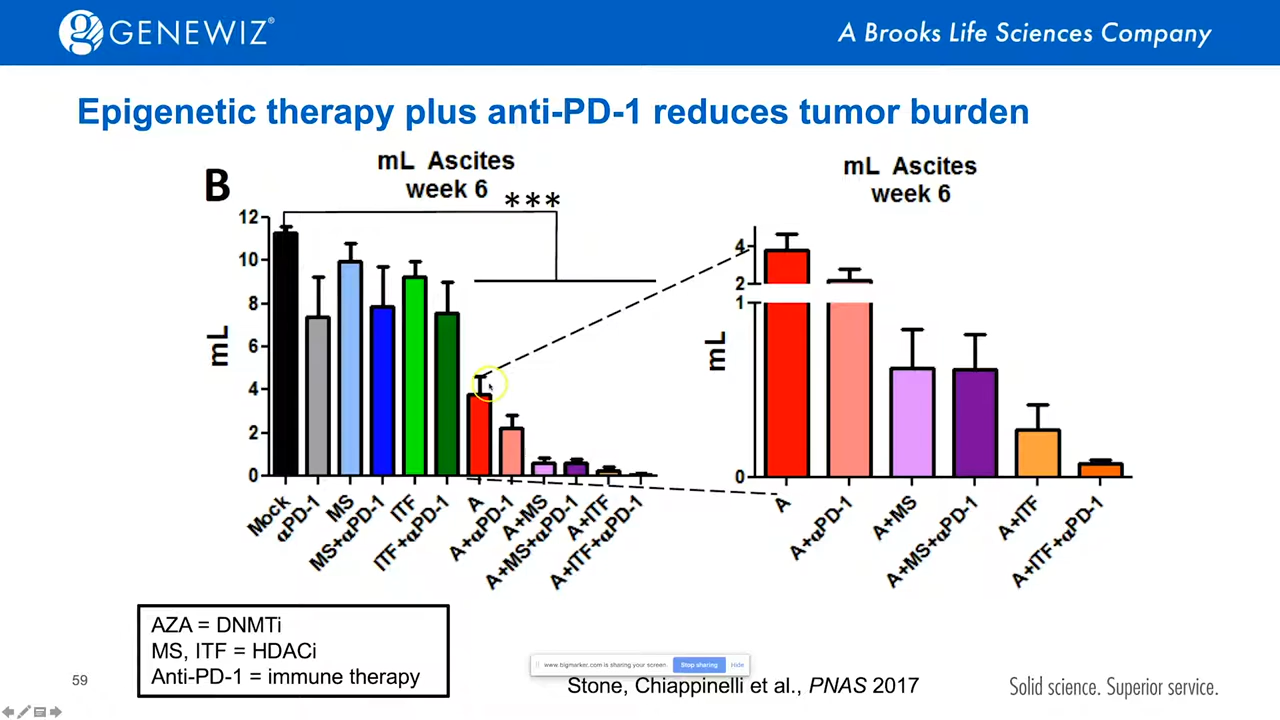 GENEWIZ®
A Brooks Life Sciences Company
Epigenetic therapy plus anti-PD-1 reduces tumor burden
B
mL Ascites
week 6
***
12
10
8
6
4
2
0
mL
Mock
αPD-1
MS
MS+αPD-1
ITF
ITF+αPD-1
A
A+αPD-1
A+MS
A+MS+αPD-1
A+ITF
A+ITF+αPD-1
mL Ascites
week 6
4
2
1
0
mL
A
A+αPD-1
A+MS
A+MS+αPD-1
A+ITF
A+ITF+αPD-1
AZA = DNMTi
MS, ITF = HDACi
Anti-PD-1 = immune therapy
www.bigmarker.com is sharing your screen. Stop sharing Hide
59
Stone, Chiappinelli et al., PNAS 2017
Solid science. Superior service.